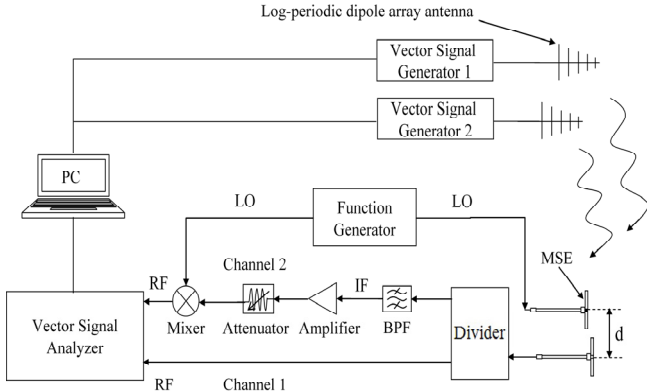 Log-periodic dipole array antenna
Vector Signal
Generator 1
Vector Signal
Generator 2
PC
LO
Function
Generator
LO
MSE
Channel 2
RF
IF
Mixer
Attenuator
Amplifier
BPF
Divider
d
Vector Signal
Analyzer
RF
Channel 1